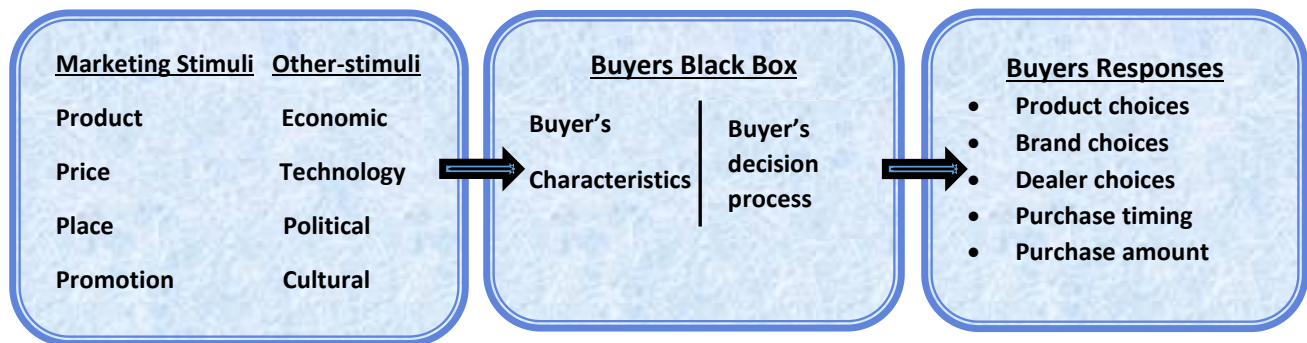 Marketing Stimuli Other-stimuli
Product Economic
Price Technology
Place Political
Promotion Cultural
Buyers Black Box
Buyer's
Characteristics
Buyer's
decision
process
Buyers Responses
• Product choices
• Brand choices
• Dealer choices
• Purchase timing
• Purchase amount